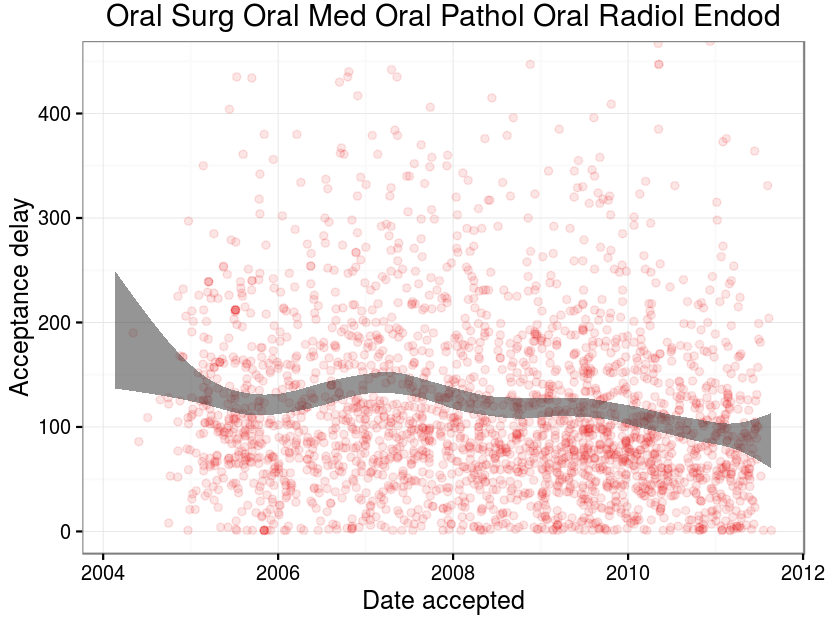 Oral Surg Oral Med Oral Pathol Oral Radiol Endod
Acceptance delay
400
300
200
100
0
2004 2006 2008 2010 2012
Date accepted